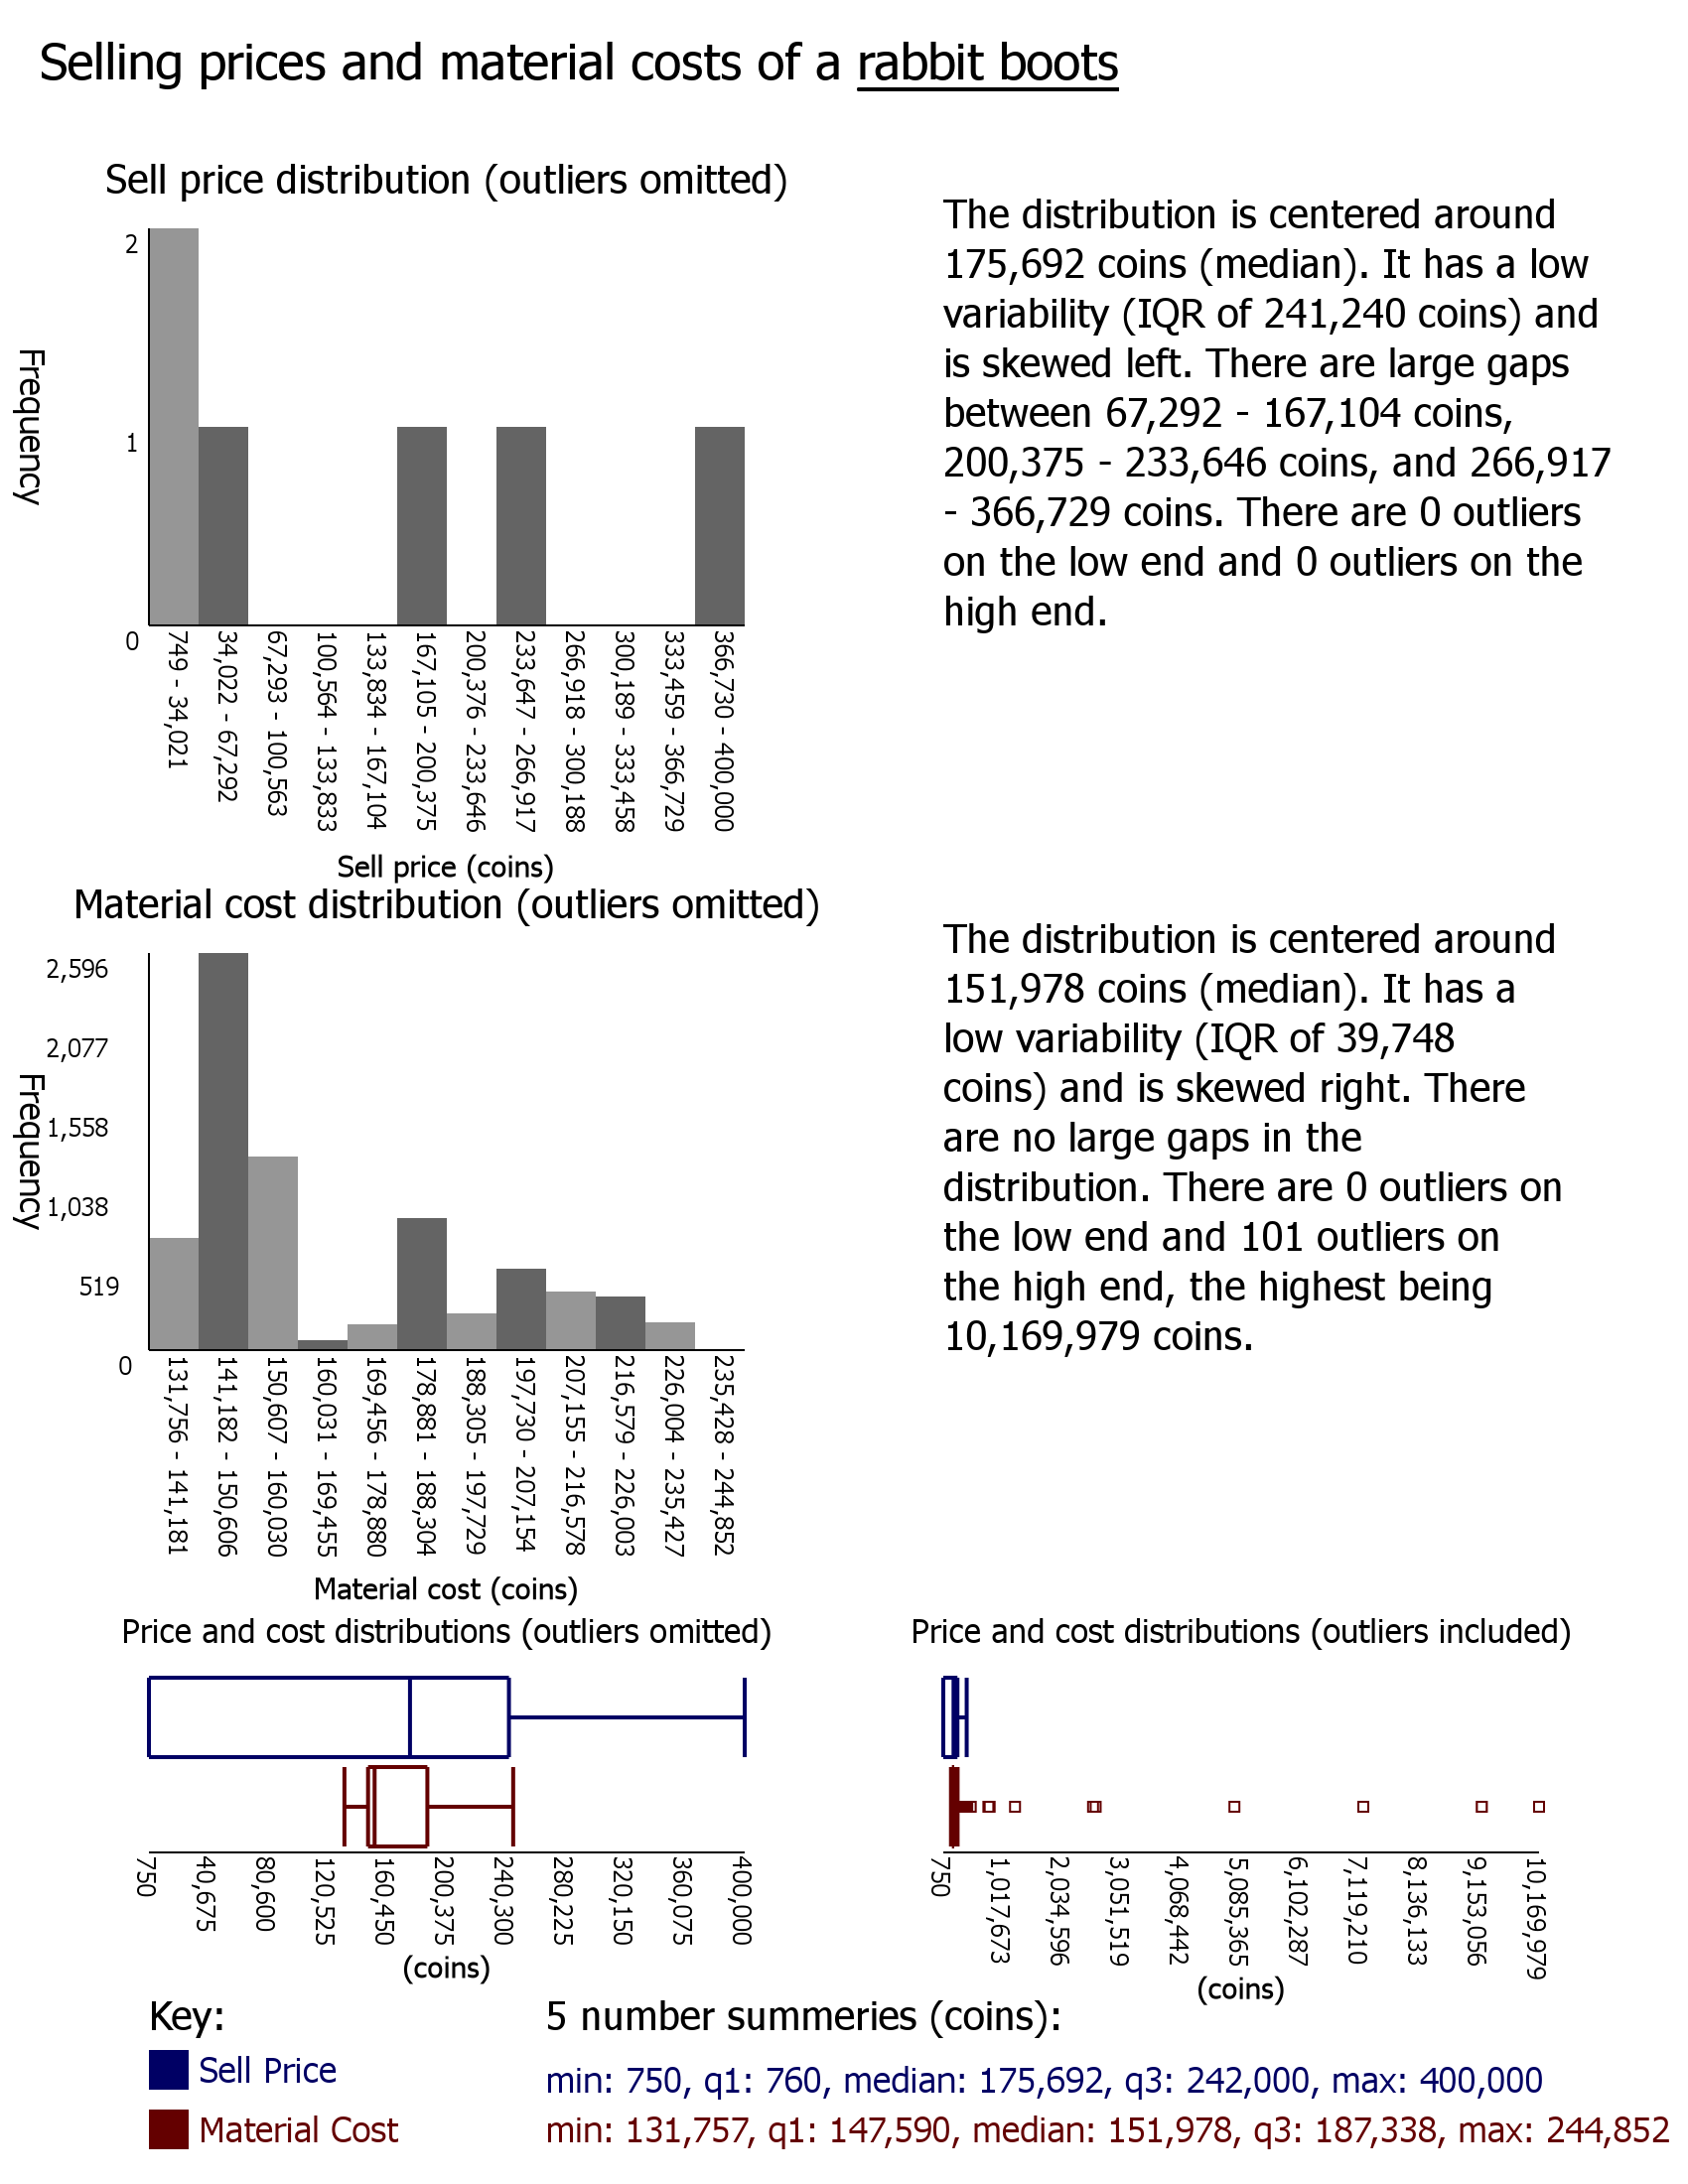 Selling prices and material costs of a rabbit boots
Sell price distribution (outliers omitted)
2
1
0
Frequency
749 - 34,021
34,022 - 67,292
67,293 - 100,563
100,564 - 133,833
133,834 - 167,104
167,105 - 200,375
200,376 - 233,646
233,647 - 266,917
266,918 - 300,188
300,189 - 333,458
333,459 - 366,729
366,730 - 400,000
Sell price (coins)
The distribution is centered around
175,692 coins (median). It has a low
variability (IQR of 241,240 coins) and
is skewed left. There are large gaps
between 67,292 - 167,104 coins,
200,375 - 233,646 coins, and 266,917
- 366,729 coins. There are 0 outliers
on the low end and 0 outliers on the
high end.
Material cost distribution (outliers omitted)
2,596
2,077
1,558
1,038
519
0
Frequency
131,756 - 141,181
141,182 - 150,606
150,607 - 160,030
160,031 - 169,455
169,456 - 178,880
178,881 - 188,304
188,305 - 197,729
197,730 - 207,154
207,155 - 216,578
216,579 - 226,003
226,004 - 235,427
235,428 - 244,852
Material cost (coins)
The distribution is centered around
151,978 coins (median). It has a
low variability (IQR of 39,748
coins) and is skewed right. There
are no large gaps in the
distribution. There are 0 outliers on
the low end and 101 outliers on
the high end, the highest being
10,169,979 coins.
Price and cost distributions (outliers omitted)
750
40,675
80,600
120,525
160,450
200,375
240,300
280,225
320,150
360,075
400,000
(coins)
Price and cost distributions (outliers included)
750
1,017,673
2,034,596
3,051,519
4,068,442
5,085,365
6,102,287
7,119,210
8,136,133
9,153,056
10,169,979
(coins)
Key:
Sell Price
Material Cost
5 number summeries (coins):
min: 750, q1: 760, median: 175,692, q3: 242,000, max: 400,000
min: 131,757, q1: 147,590, median: 151,978, q3: 187,338, max: 244,852